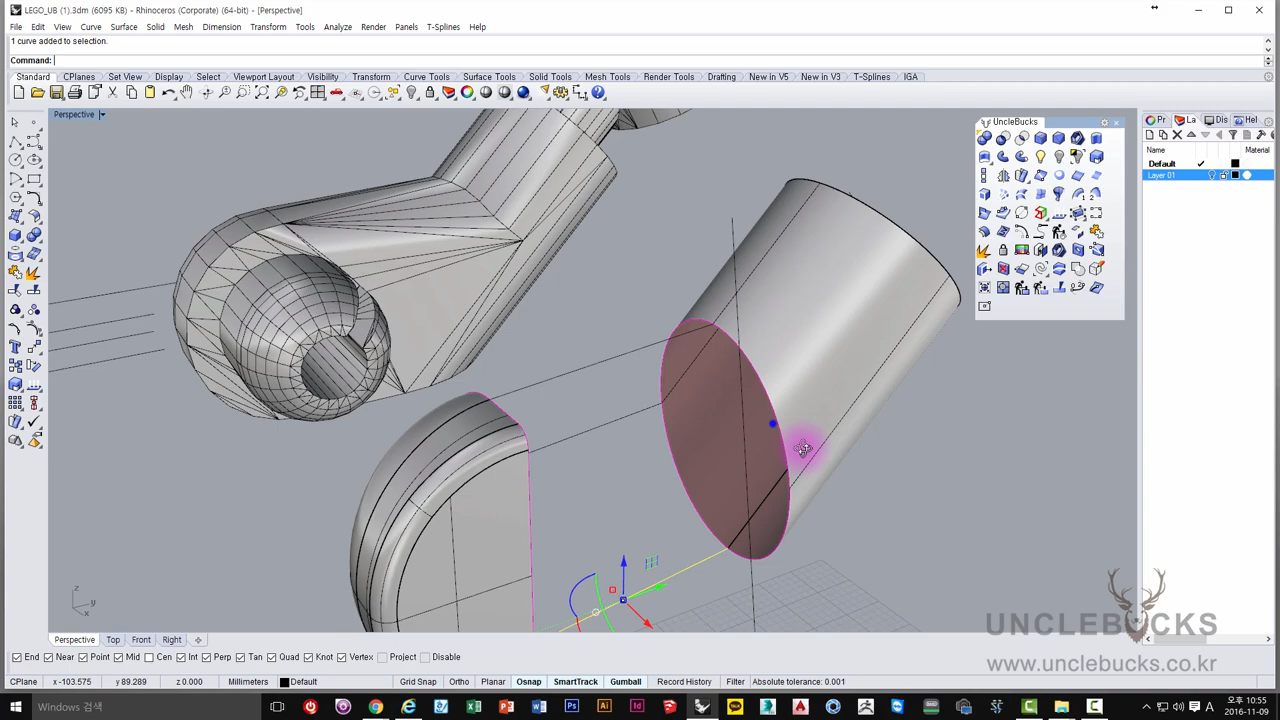 LEGO_UB (1).3dm (6095 KB) - Rhinoceros (Corporate) (64-bit) - [Perspective]
File Edit View Curve Surface Solid Mesh Dimension Transform Tools Analyze Render Panels T-Splines Help
1 curve added to selection.
Command:
Standard CPlanes Set View Display Select Viewport Layout Visibility Transform Curve Tools Surface Tools Solid Tools Mesh Tools Render Tools Drafting New in V5 New in V3 T-Splines IGA
Perspective
UncleBucks
Pr La Dis Hel
Name Material
Default
Layer 01
z
y
x
UNCLEBUCKS
www.unclebucks.co.kr
Perspective Top Front Right
End Near Point Mid Cen Int Perp Tan Quad Knot Vertex Project Disable
CPlane x -103.575 y 89.289 z 0.000 Millimeters Default Grid Snap Ortho Planar Osnap SmartTrack Gumball Record History Filter Absolute tolerance: 0.001
Windows 검색
A 오후 10:55
2016-11-09